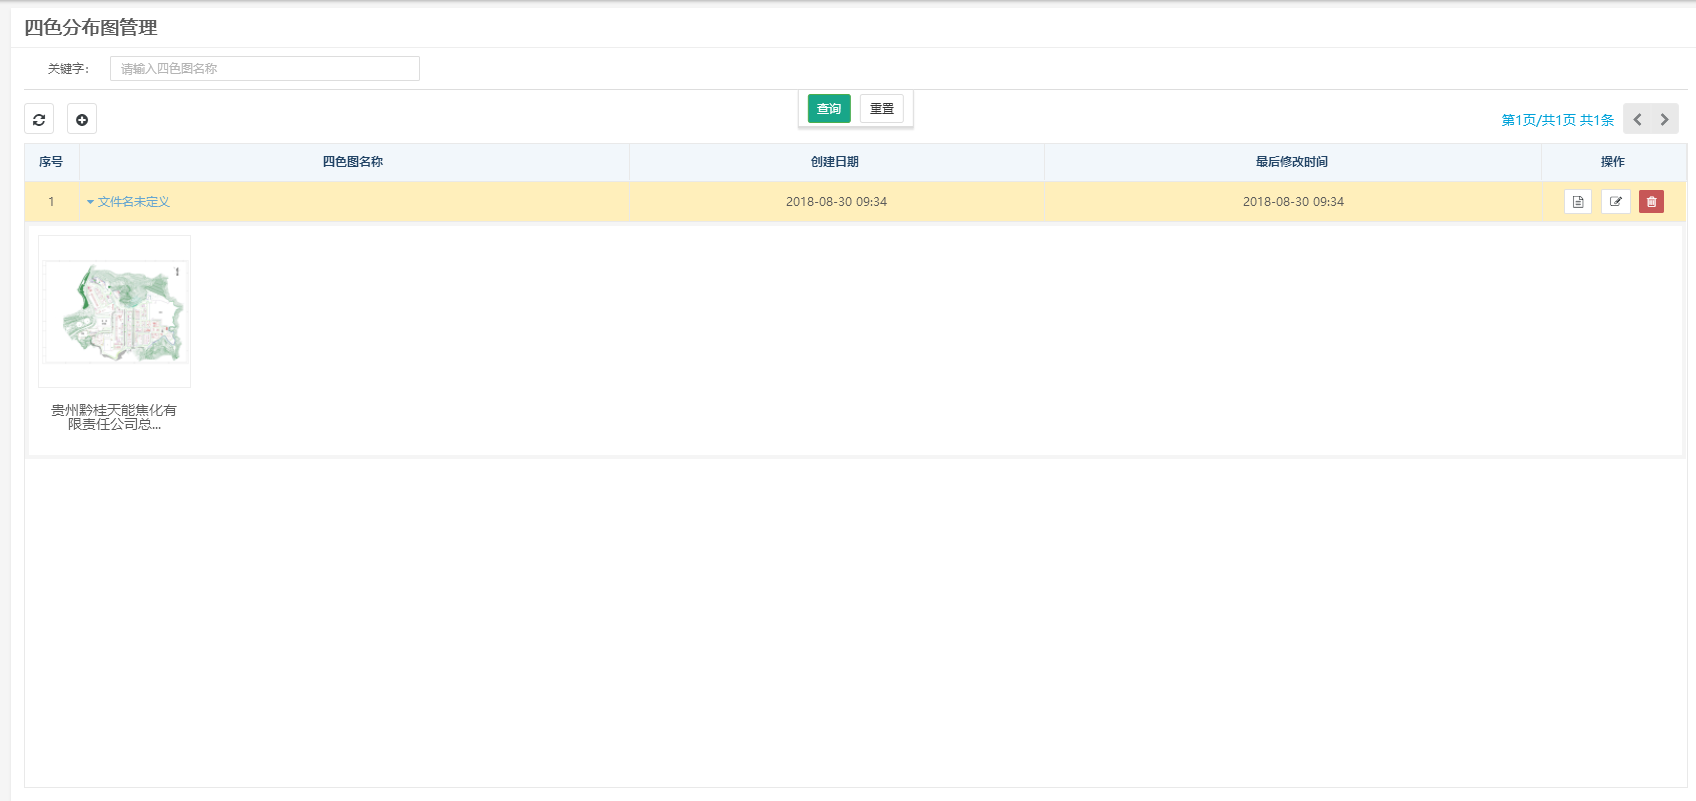 四色分布图管理
关键字：
请输入四色图名称
查询
重置
第1页/共1页 共1条
序号
四色图名称
创建日期
最后修改时间
操作
1
文件名未定义
2018-08-30 09:34
2018-08-30 09:34
贵州黔桂天能焦化有
限责任公司总...